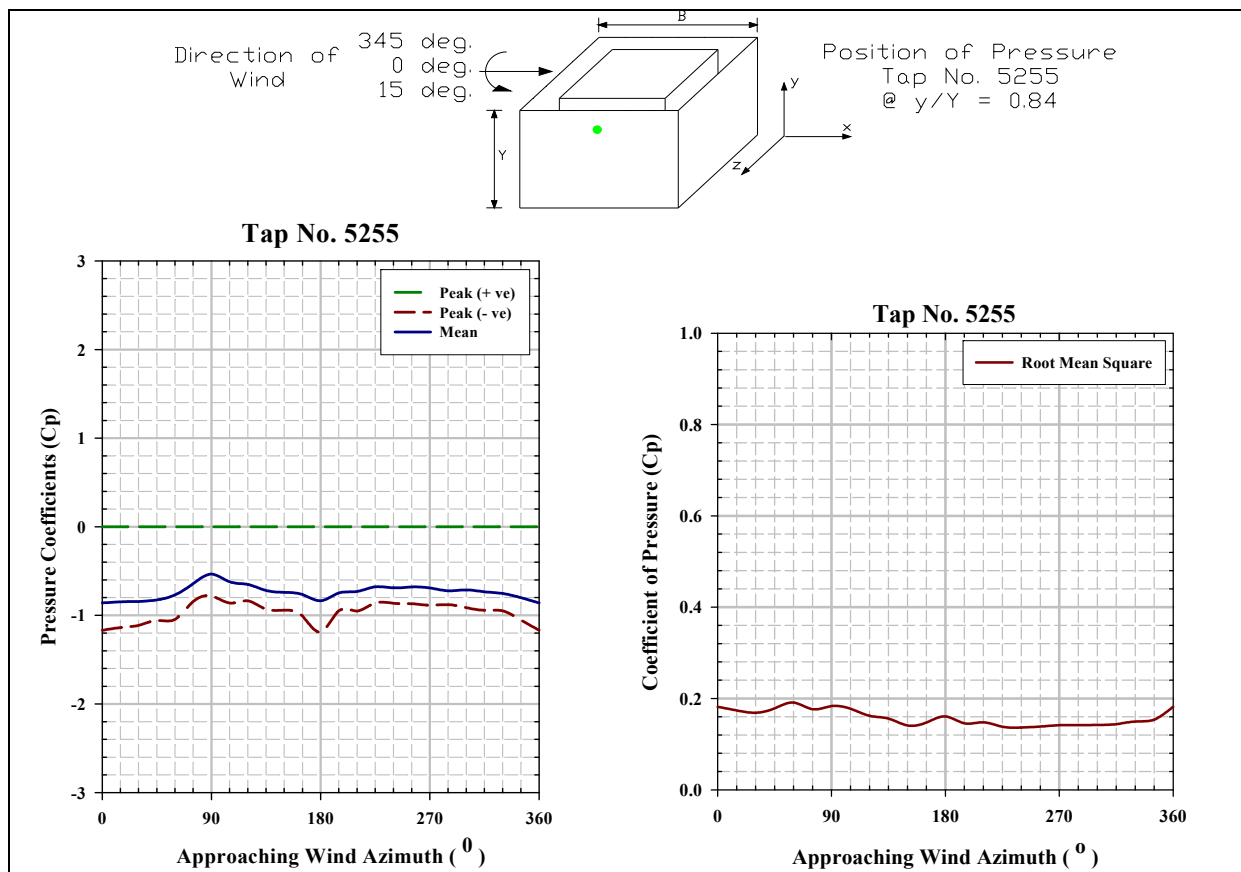 Direction of
Wind
345 deg.
0 deg.
15 deg.
B
Y
y
x
z
Position of Pressure
Tap No. 5255
@ y/Y = 0.84
Tap No. 5255
Peak (+ ve)
Peak (- ve)
Mean
Pressure Coefficients (Cp)
3
2
1
0
-1
-2
-3
0
90
180
270
360
Approaching Wind Azimuth ( 0 )
Tap No. 5255
Root Mean Square
Coefficient of Pressure (Cp)
1.0
0.8
0.6
0.4
0.2
0.0
0
90
180
270
360
Approaching Wind Azimuth ( o )